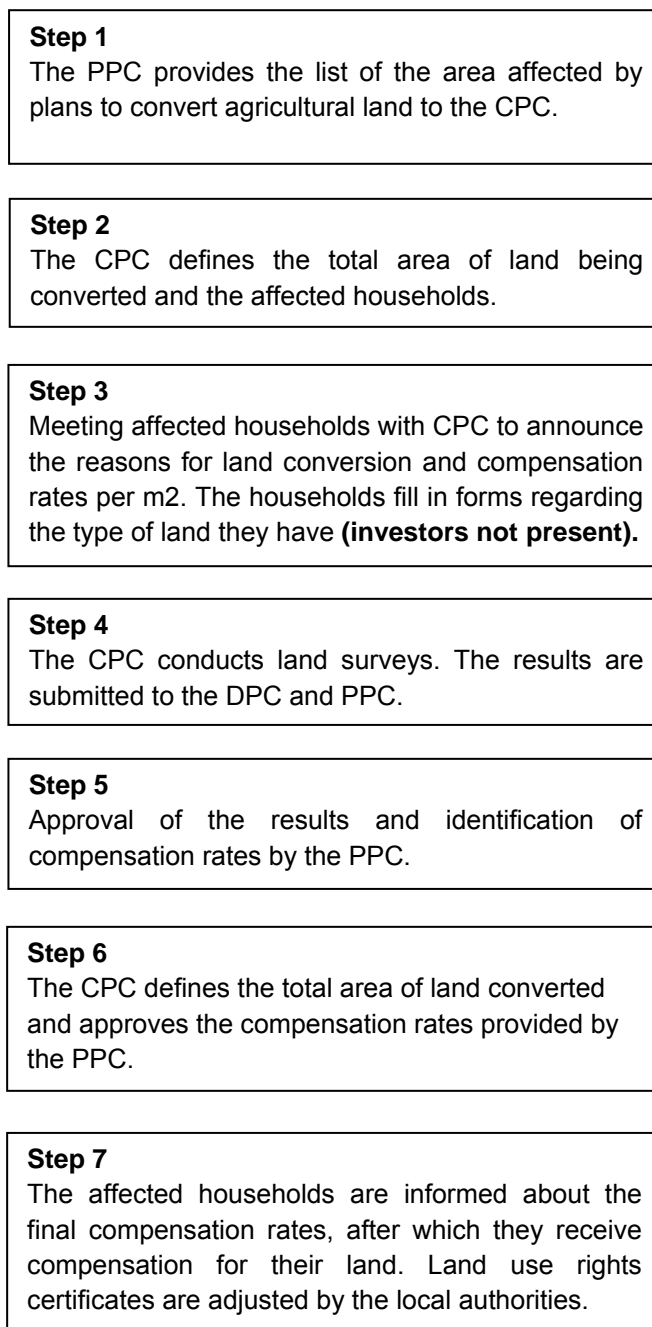 Step 1
The PPC provides the list of the area affected by
plans to convert agricultural land to the CPC.
Step 2
The CPC defines the total area of land being
converted and the affected households.
Step 3
Meeting affected households with CPC to announce
the reasons for land conversion and compensation
rates per m2. The households fill in forms regarding
the type of land they have (investors not present).
Step 4
The CPC conducts land surveys. The results are
submitted to the DPC and PPC.
Step 5
Approval of the results and identification of
compensation rates by the PPC.
Step 6
The CPC defines the total area of land converted
and approves the compensation rates provided by
the PPC.
Step 7
The affected households are informed about the
final compensation rates, after which they receive
compensation for their land. Land use rights
certificates are adjusted by the local authorities.